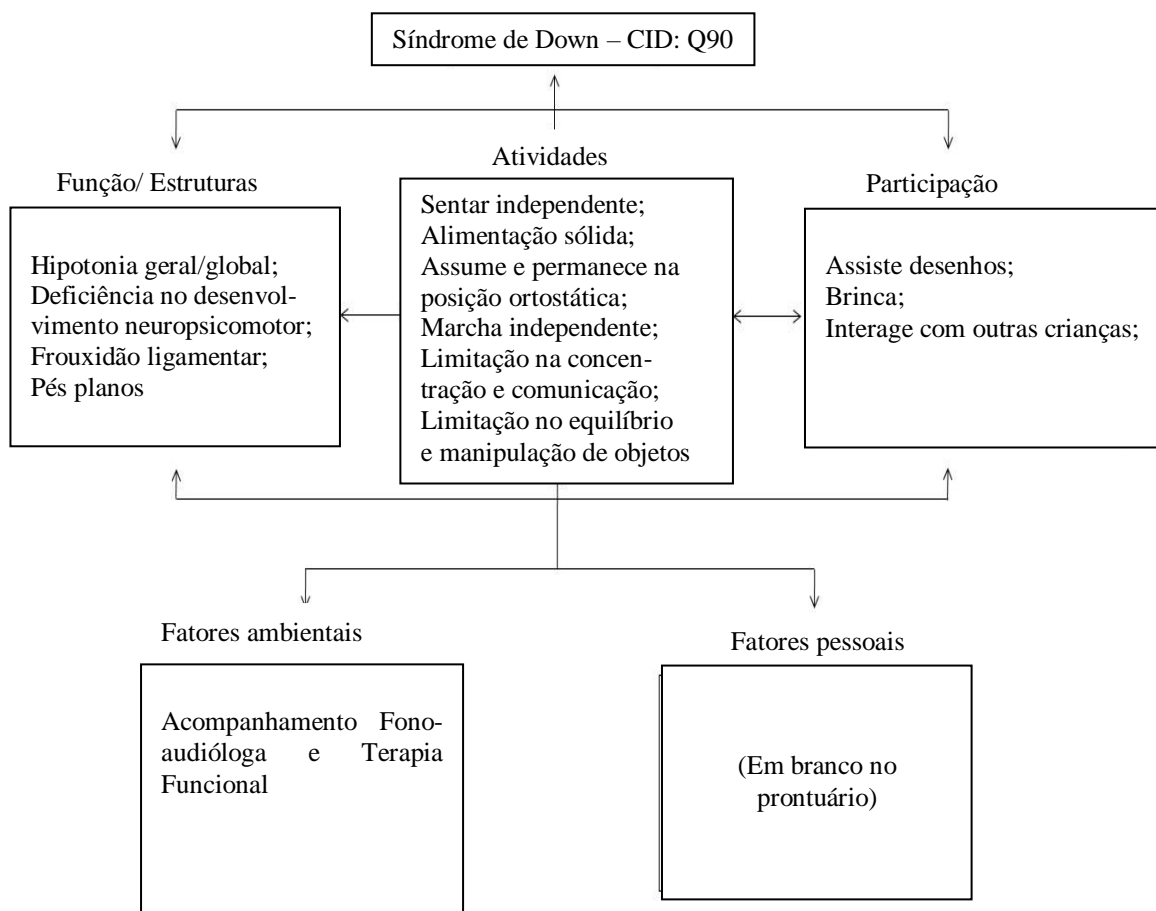 Síndrome de Down – CID: Q90
Função/ Estruturas
Hipotonia geral/global;
Deficiência no desenvol-
vimento neuropsicomotor;
Frouxidão ligamentar;
Pés planos
Atividades
Sentar independente;
Alimentação sólida;
Assume e permanece na
posição ortostática;
Marcha independente;
Limitação na concen-
tração e comunicação;
Limitação no equilíbrio
e manipulação de objetos
Participação
Assiste desenhos;
Brinca;
Interage com outras crianças;
Fatores ambientais
Acompanhamento Fono-
audióloga e Terapia
Funcional
Fatores pessoais
(Em branco no
prontuário)